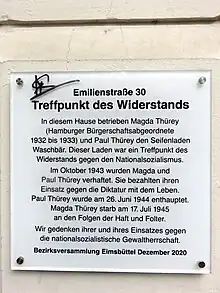 Emilienstraße 30
Treffpunkt des Widerstands
In diesem Hause betrieben Magda Thürey
(Hamburger Bürgerschaftsabgeordnete
1932 bis 1933) und Paul Thürey den Seifenladen
Waschbär. Dieser Laden war ein Treffpunkt des
Widerstands gegen den Nationalsozialismus.
Im Oktober 1943 wurden Magda und
Paul Thürey verhaftet. Sie bezahlten ihren
Einsatz gegen die Diktatur mit dem Leben.
Paul Thürey wurde am 26. Juni 1944 enthauptet.
Magda Thürey starb am 17. Juli 1945
an den Folgen der Haft und Folter.
Wir gedenken ihrer und ihres Einsatzes gegen
die nationalsozialistische Gewaltherrschaft.
Bezirksversammlung Eimsbüttel Dezember 2020